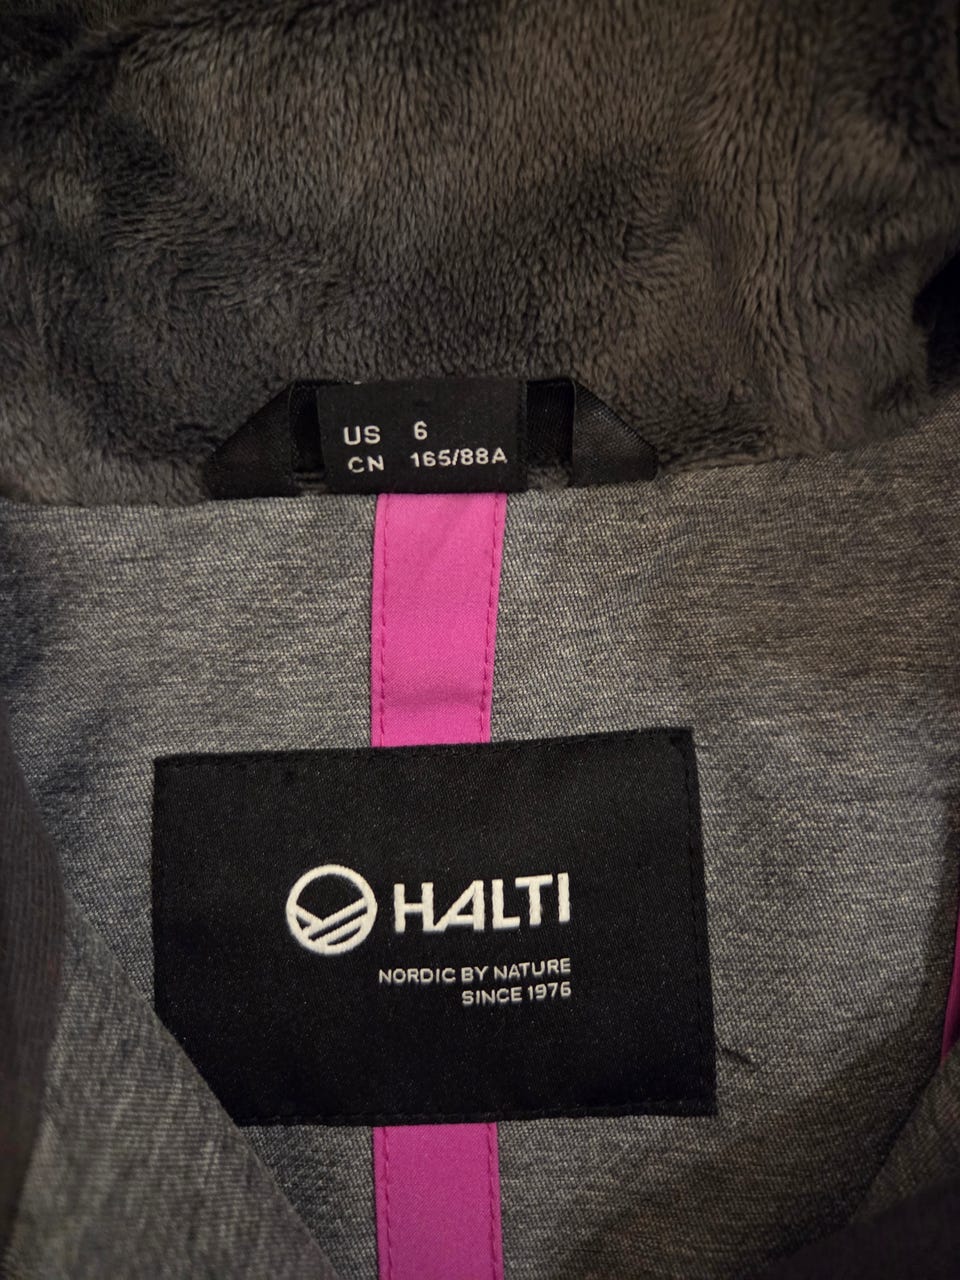 US 6
CN 165/88A
HALTI
NORDIC BY NATURE
SINCE 1976